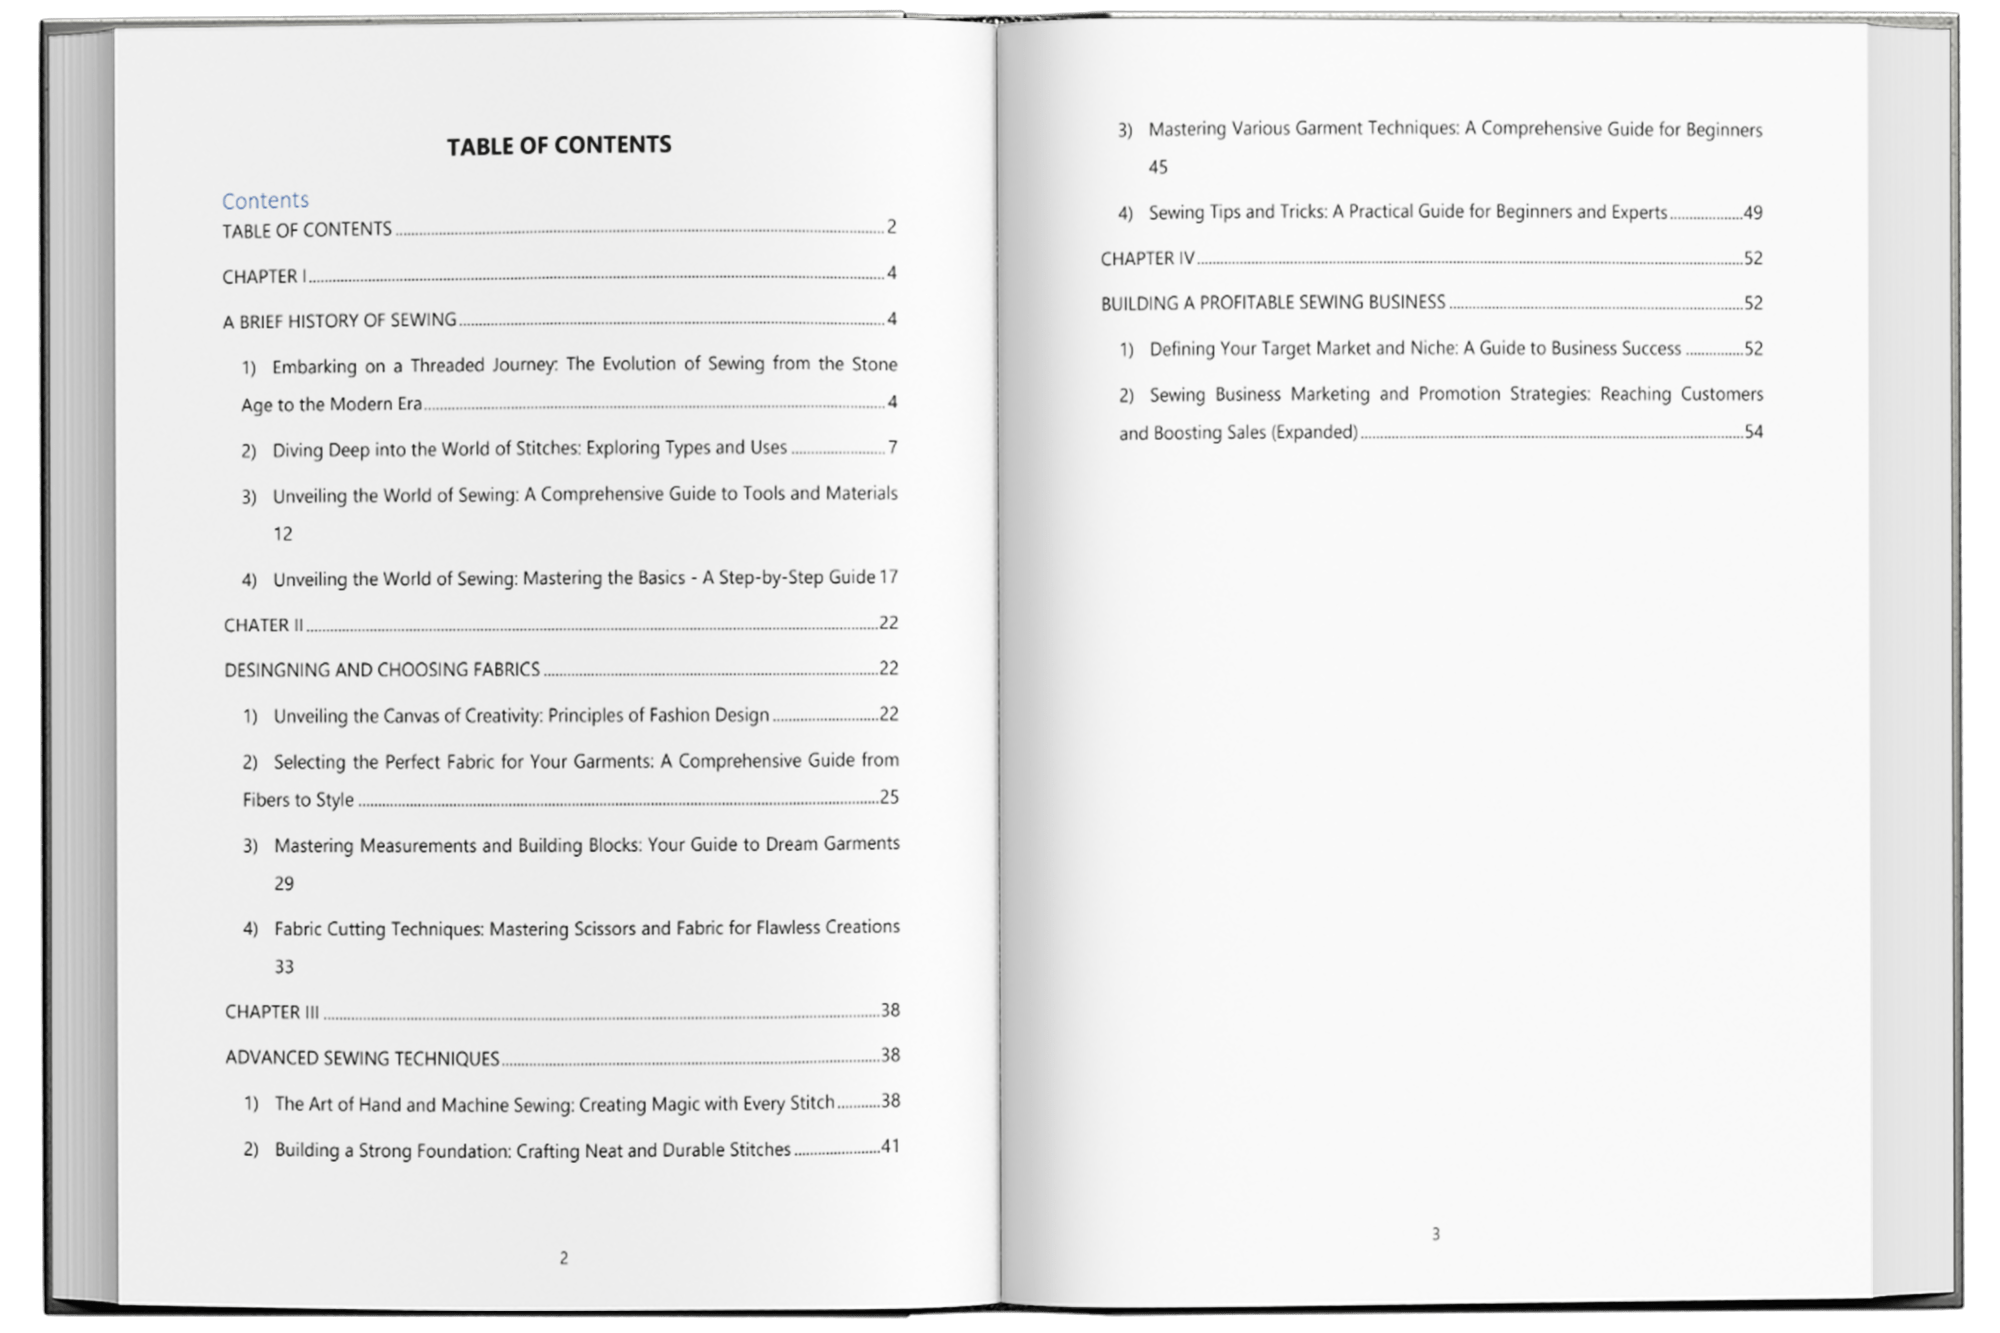 TABLE OF CONTENTS
Contents
TABLE OF CONTENTS 2
CHAPTER I 4
A BRIEF HISTORY OF SEWING 4
1) Embarking on a Threaded Journey: The Evolution of Sewing from the Stone
Age to the Modern Era 4
2) Diving Deep into the World of Stitches: Exploring Types and Uses 7
3) Unveiling the World of Sewing: A Comprehensive Guide to Tools and Materials
12
4) Unveiling the World of Sewing: Mastering the Basics - A Step-by-Step Guide 17
CHATER II 22
DESINGNING AND CHOOSING FABRICS 22
1) Unveiling the Canvas of Creativity: Principles of Fashion Design 22
2) Selecting the Perfect Fabric for Your Garments: A Comprehensive Guide from
Fibers to Style 25
3) Mastering Measurements and Building Blocks: Your Guide to Dream Garments
29
4) Fabric Cutting Techniques: Mastering Scissors and Fabric for Flawless Creations
33
CHAPTER III 38
ADVANCED SEWING TECHNIQUES 38
1) The Art of Hand and Machine Sewing: Creating Magic with Every Stitch 38
2) Building a Strong Foundation: Crafting Neat and Durable Stitches 41
2
3) Mastering Various Garment Techniques: A Comprehensive Guide for Beginners
45
4) Sewing Tips and Tricks: A Practical Guide for Beginners and Experts 49
CHAPTER IV 52
BUILDING A PROFITABLE SEWING BUSINESS 52
1) Defining Your Target Market and Niche: A Guide to Business Success 52
2) Sewing Business Marketing and Promotion Strategies: Reaching Customers
and Boosting Sales (Expanded) 54
3